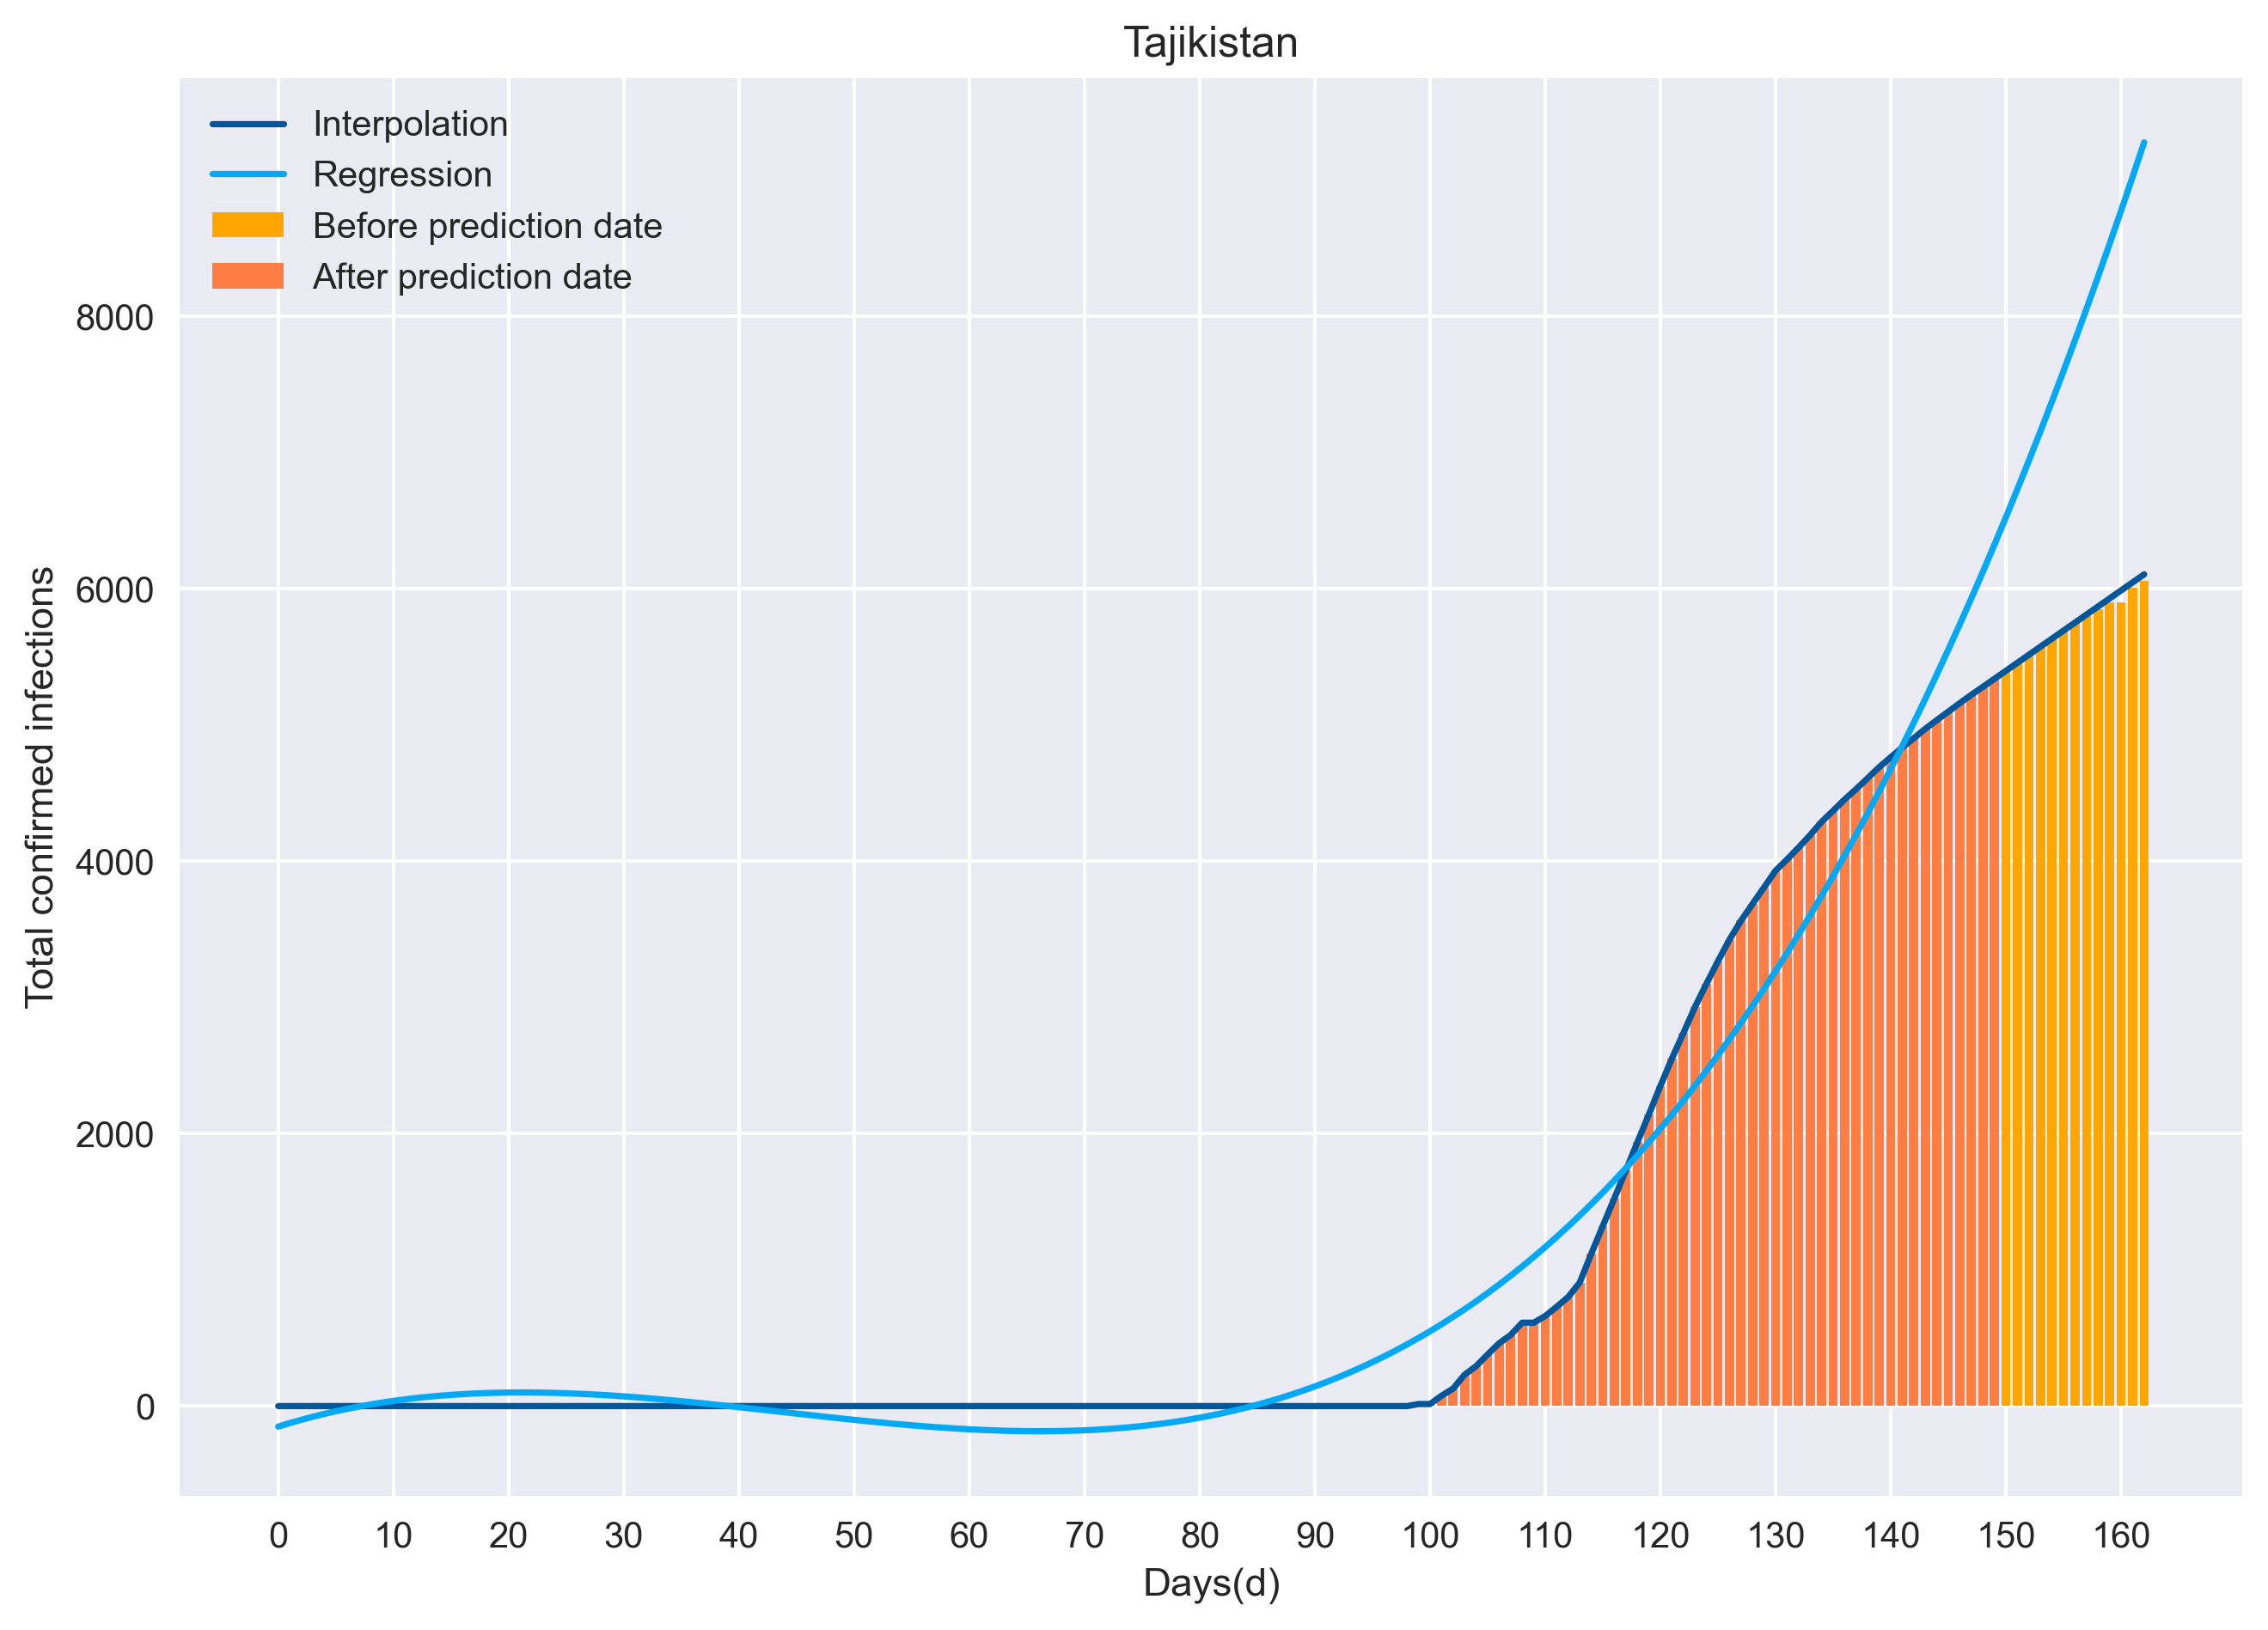 Tajikistan
Interpolation
Regression
Before prediction date
After prediction date
8000
6000
4000
2000
0
Total confirmed infections
0 10 20 30 40 50 60 70 80 90 100 110 120 130 140 150 160
Days(d)